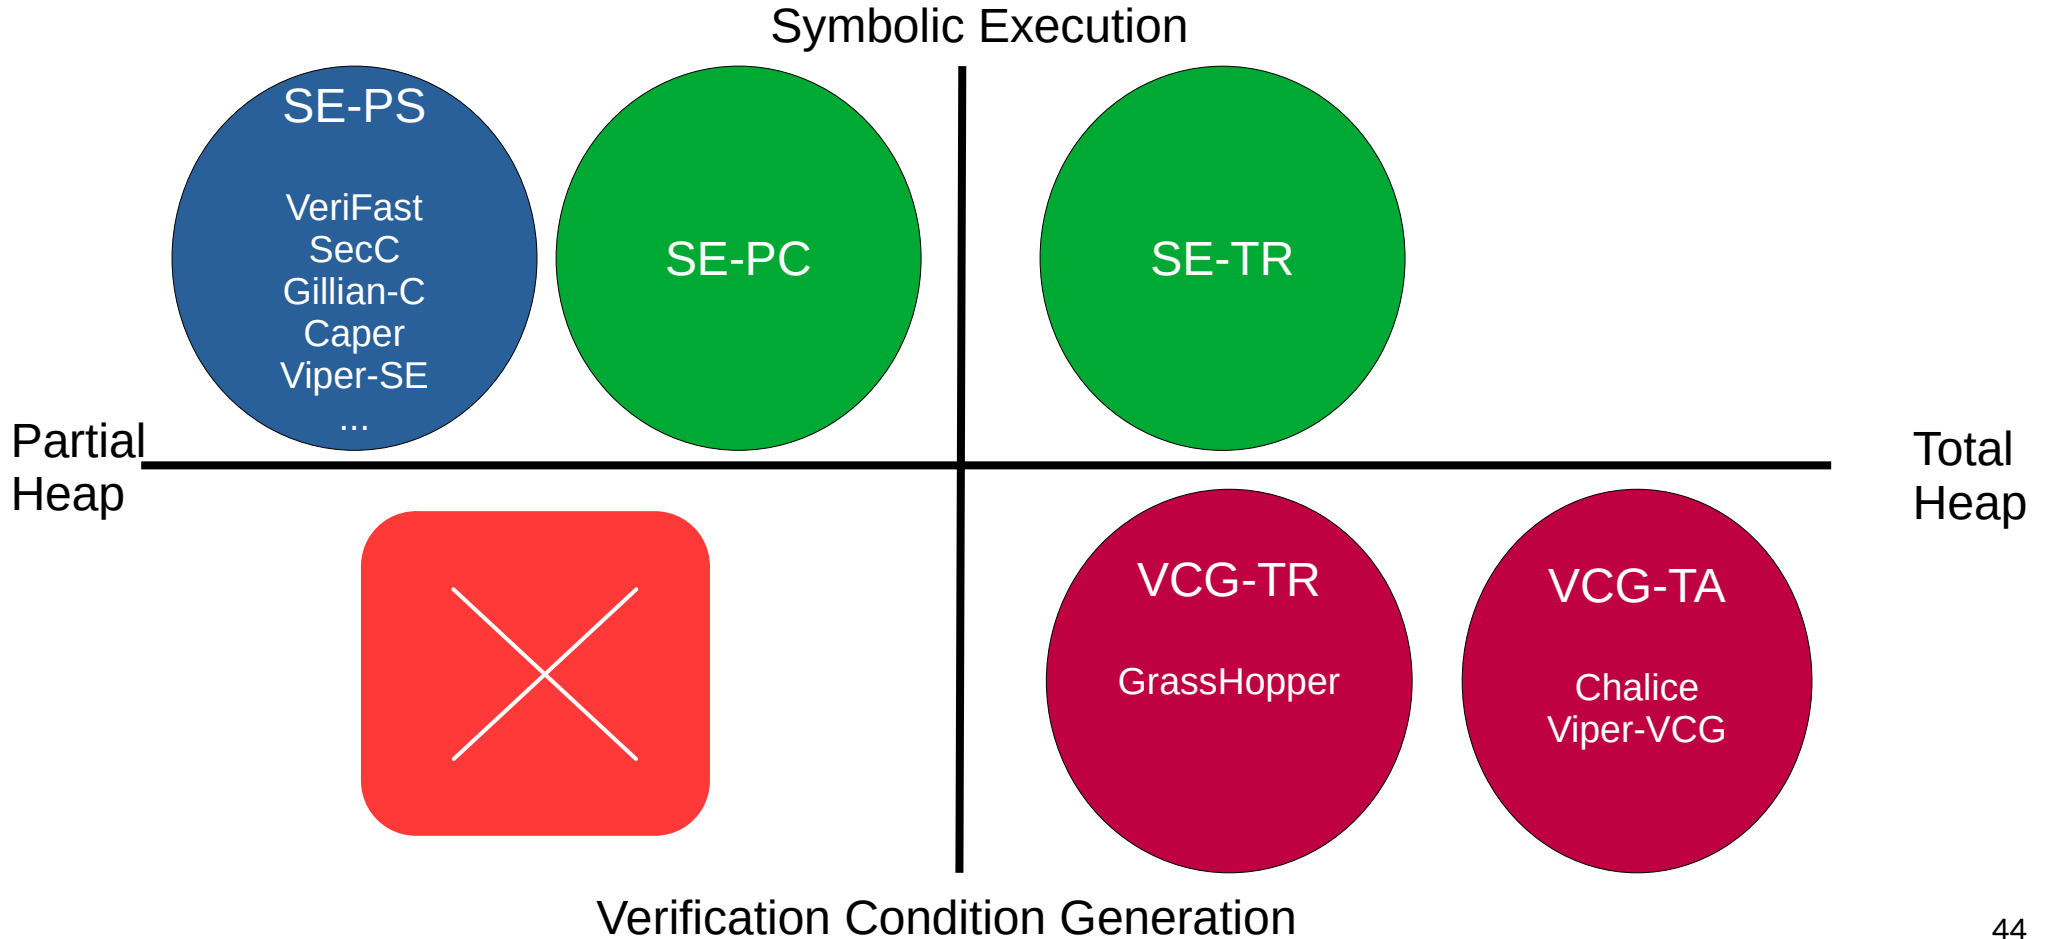 Symbolic Execution
SE-PS
VeriFast
SecC
Gillian-C
Caper
Viper-SE
...
SE-PC
SE-TR
Partial
Heap
Total
Heap
VCG-TR
GrassHopper
VCG-TA
Chalice
Viper-VCG
Verification Condition Generation
44